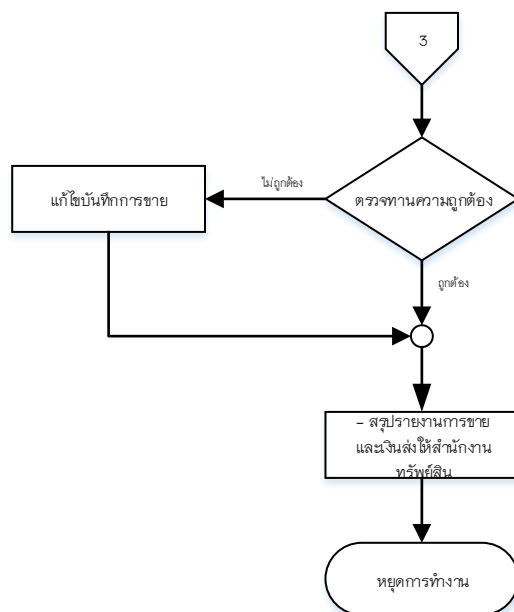 3
ตรวจทานความถูกต้อง
ไม่ถูกต้อง
แก้ไขบันทึกการขาย
ถูกต้อง
- สรุปรายงานการขาย
และเงินส่งให้สำนักงาน
ทรัพย์สิน
หยุดการทำงาน